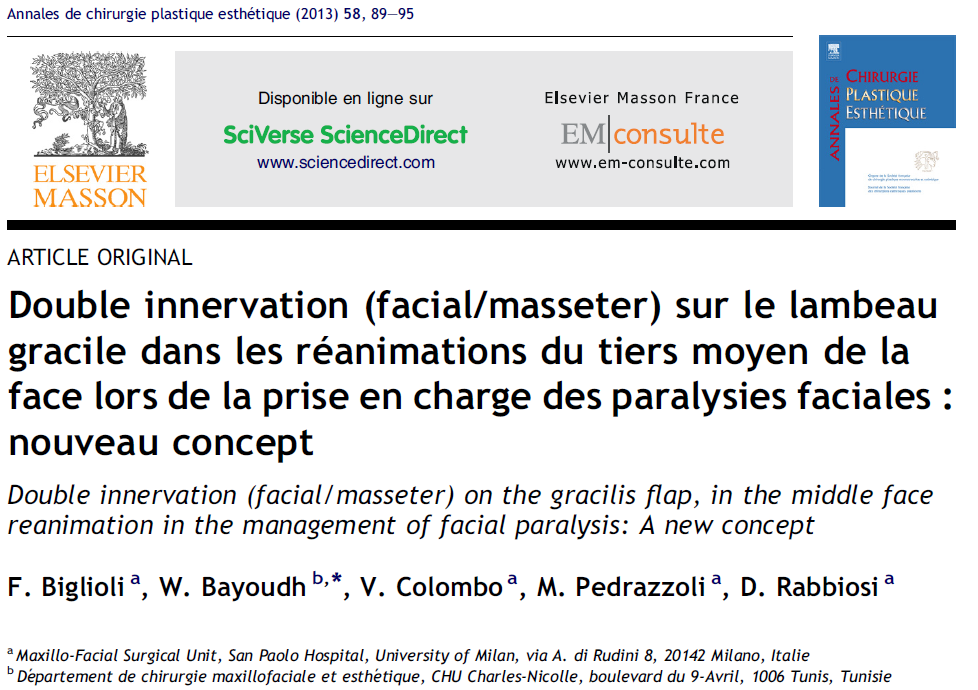 Annales de chirurgie plastique esthétique (2013) 58, 89—95
ELSEVIER
MASSON
Disponible en ligne sur
SciVerse ScienceDirect
www.sciencedirect.com
Elsevier Masson France
EM|consulte
www.em-consulte.com
ANNALES DE
CHIRURGIE
PLASTIQUE
ESTHÉTIQUE
ARTICLE ORIGINAL
Double innervation (facial/masseter) sur le lambeau
gracile dans les réanimations du tiers moyen de la
face lors de la prise en charge des paralysies faciales :
nouveau concept
Double innervation (facial/masseter) on the gracilis flap, in the middle face
reanimation in the management of facial paralysis: A new concept
F. Biglioli a, W. Bayoudh b,*, V. Colombo a, M. Pedrazzoli a, D. Rabbiosi a
a Maxillo-Facial Surgical Unit, San Paolo Hospital, University of Milan, via A. di Rudini 8, 20142 Milano, Italie
b Département de chirurgie maxillofaciale et esthétique, CHU Charles-Nicolle, boulevard du 9-Avril, 1006 Tunis, Tunisie